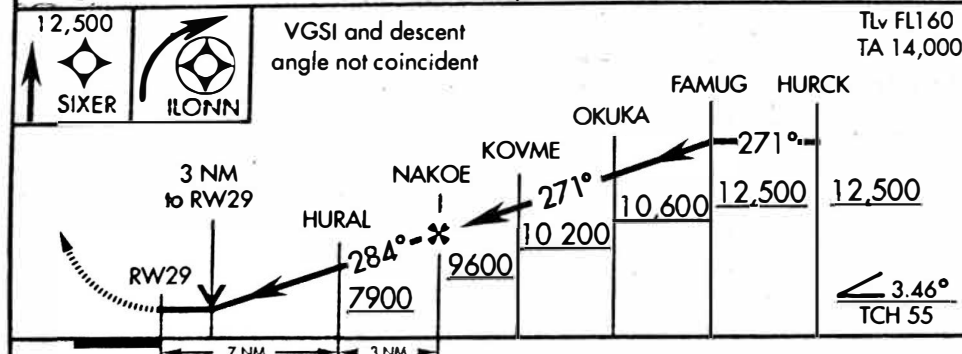 12,500
SIXER
ILONN
VGSI and descent
angle not coincident
TLv FL160
TA 14,000
FAMUG HURCK
OKUKA
KOVME
NAKOE
3 NM
to RW29
HURAL
RW29
284°
271°
271°
7900
9600
10 200
10,600
12,500
12,500
3.46°
TCH 55
7 NM
3 NM